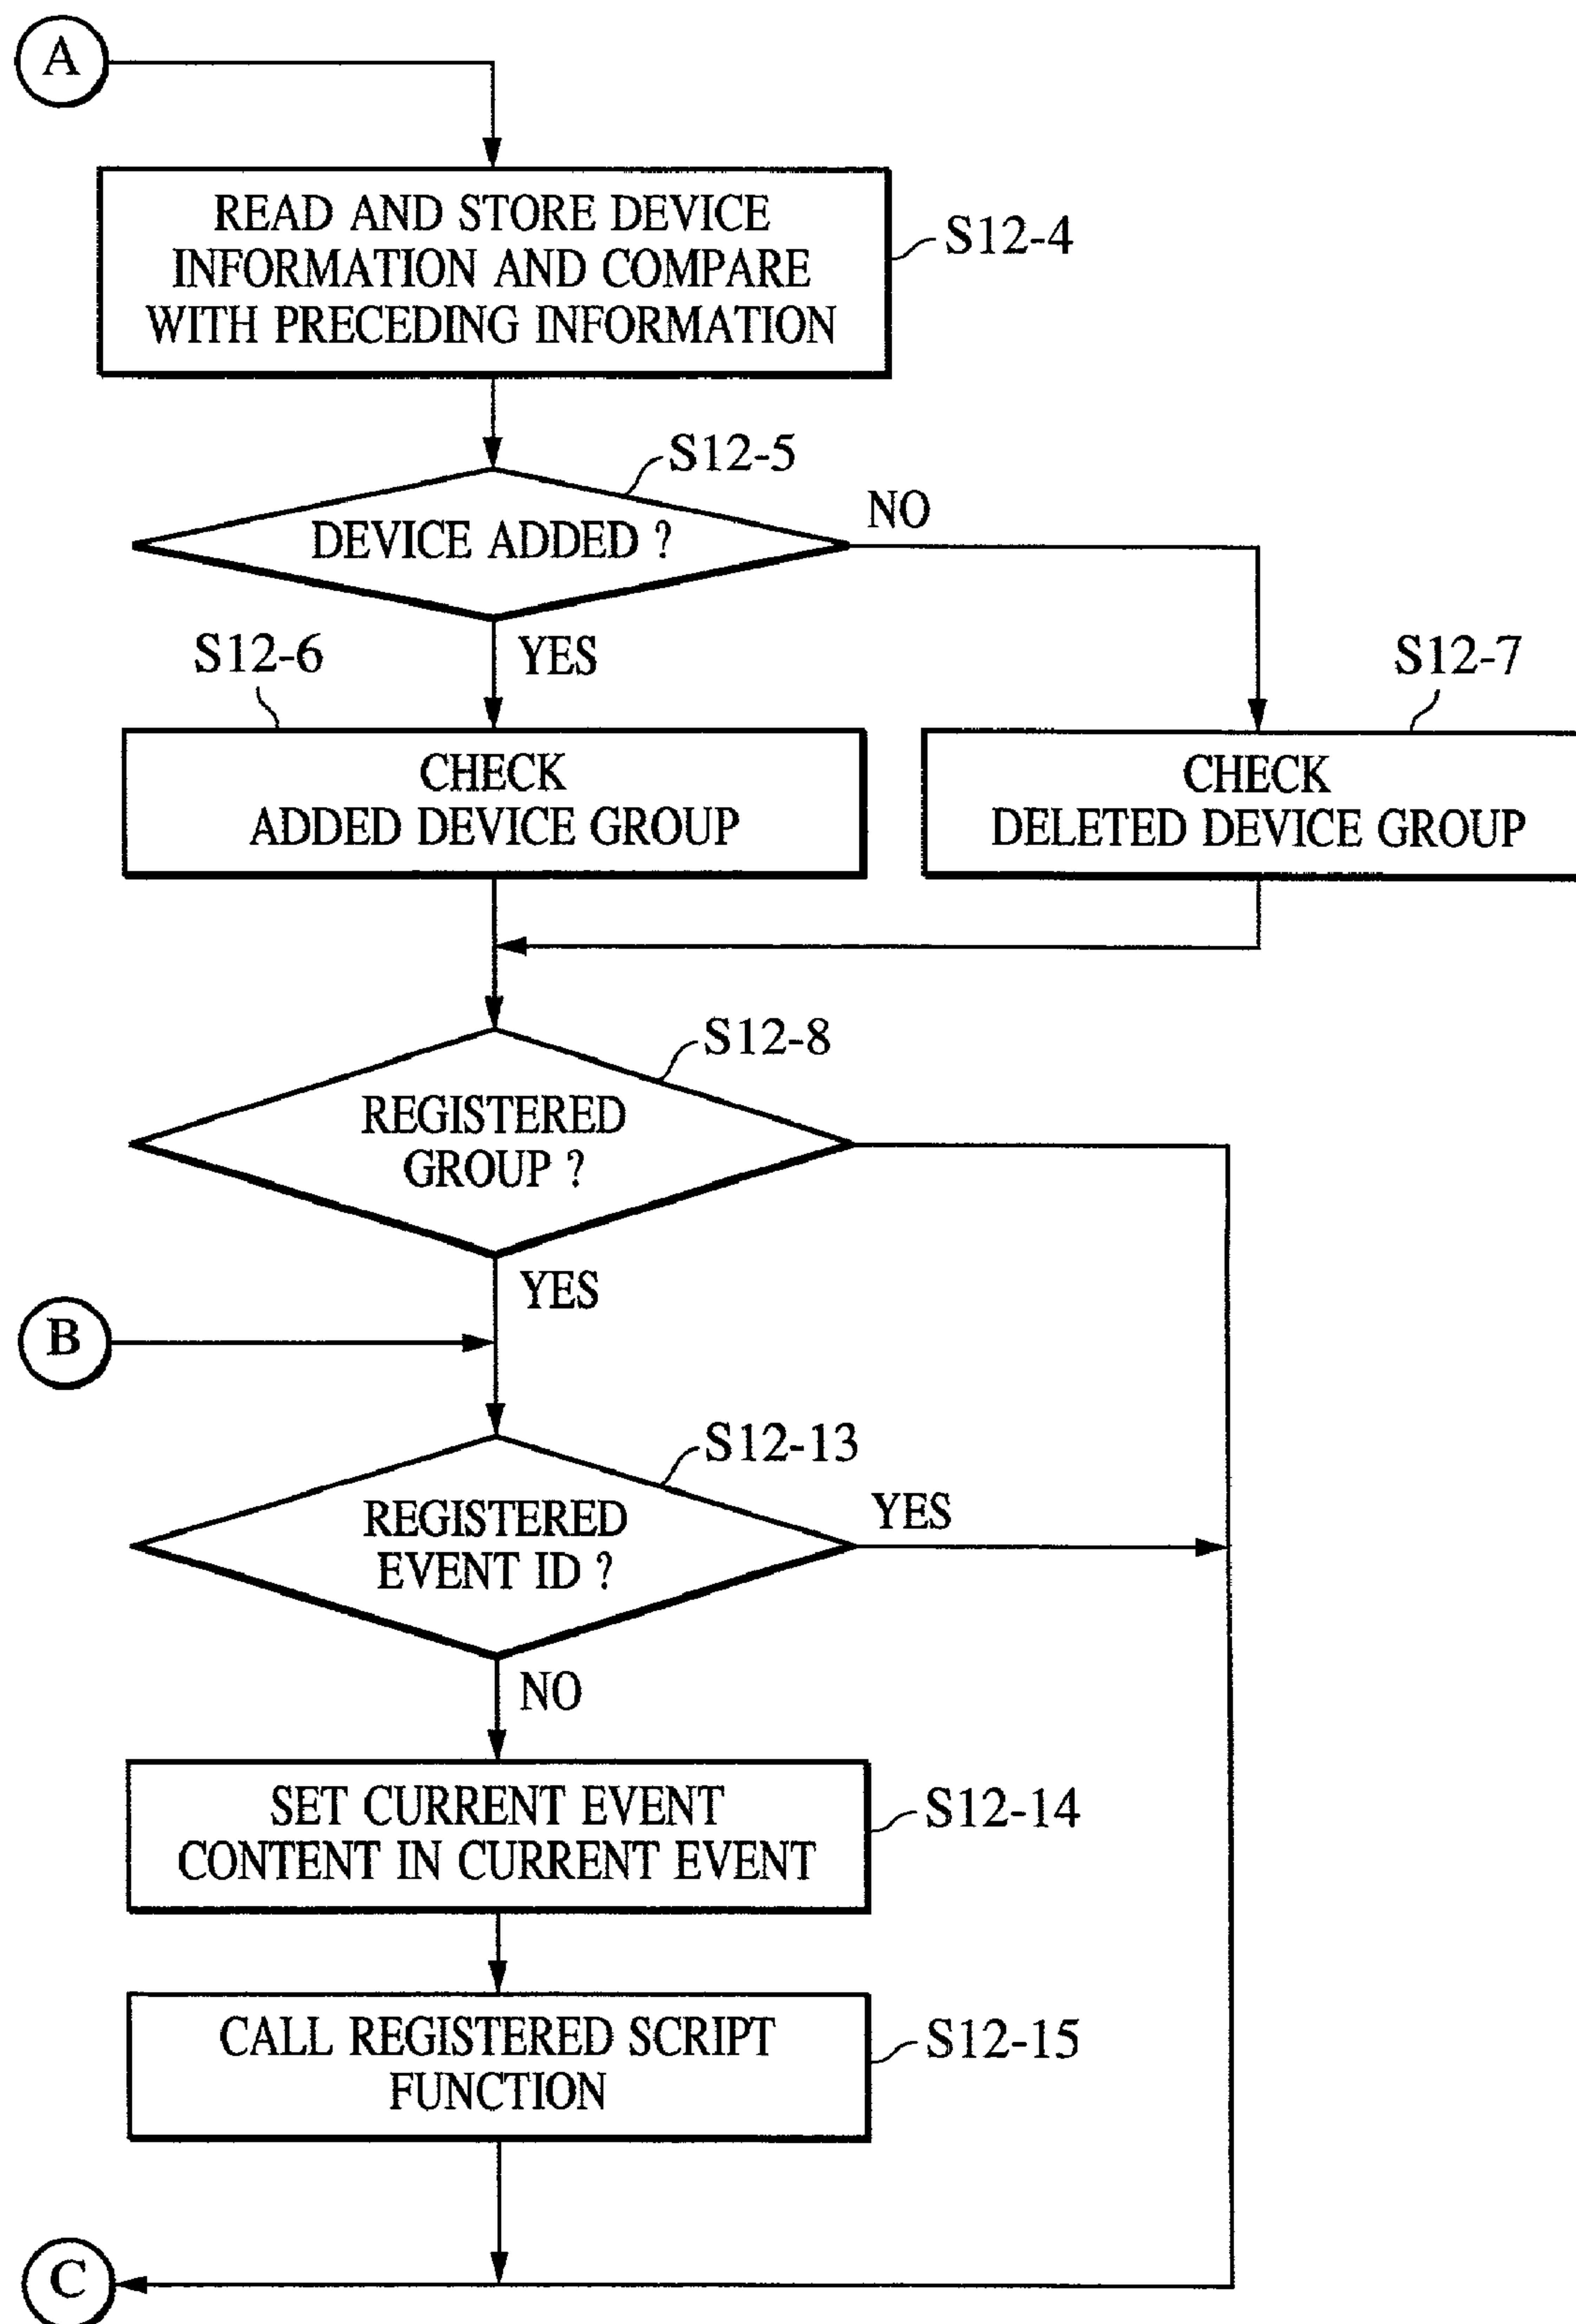 A
READ AND STORE DEVICE
INFORMATION AND COMPARE
WITH PRECEDING INFORMATION
S12-4
S12-5
DEVICE ADDED ?
NO
YES
S12-6
S12-7
CHECK
ADDED DEVICE GROUP
CHECK
DELETED DEVICE GROUP
S12-8
REGISTERED
GROUP ?
YES
B
S12-13
REGISTERED
EVENT ID ?
YES
NO
SET CURRENT EVENT
CONTENT IN CURRENT EVENT
S12-14
CALL REGISTERED SCRIPT
FUNCTION
S12-15
C